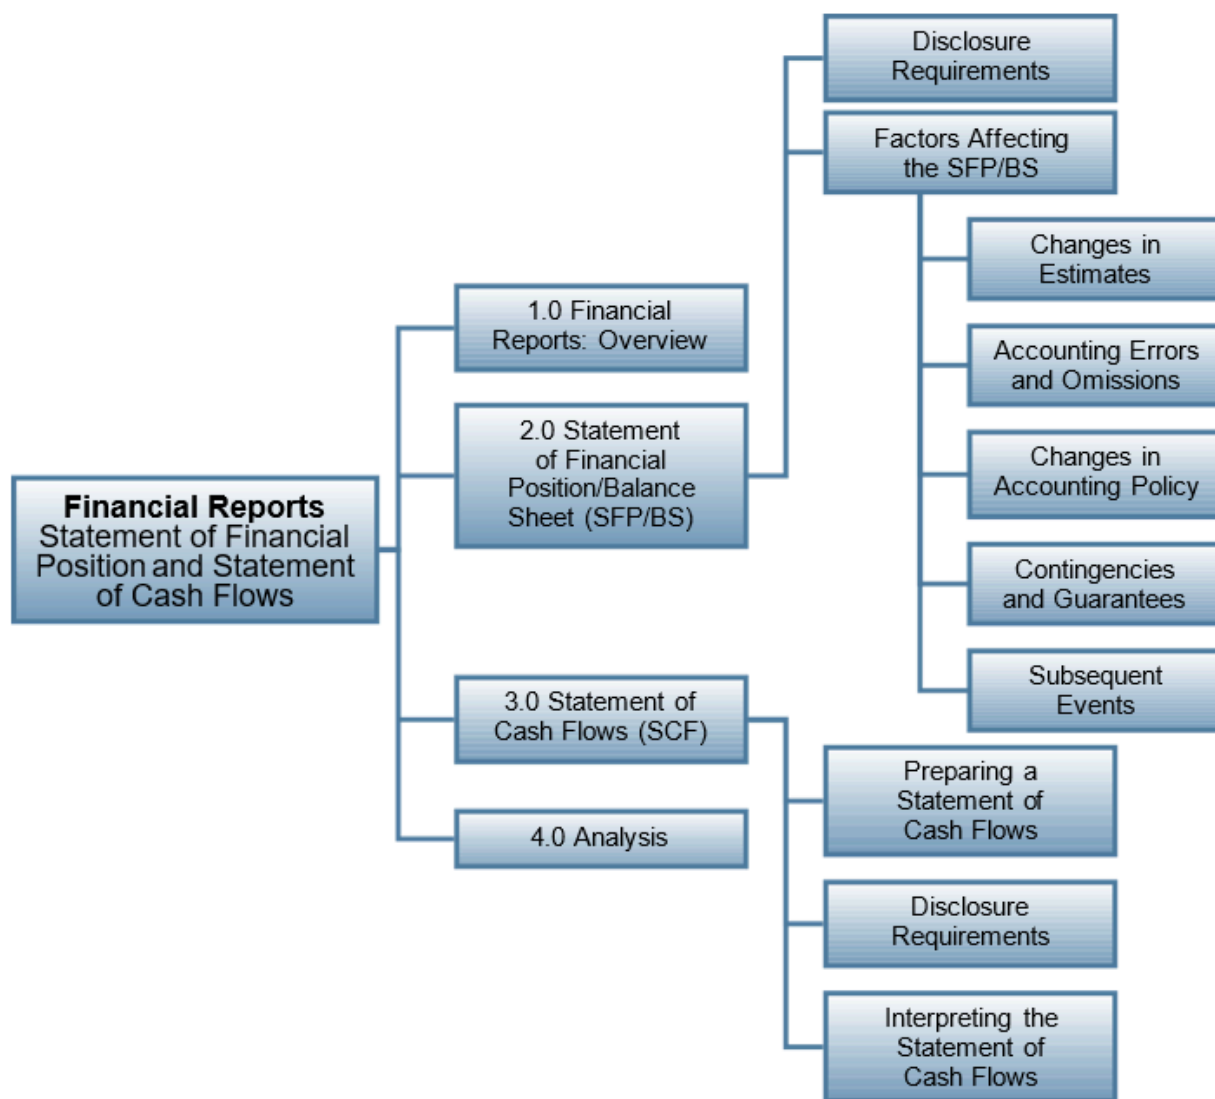 Financial Reports
Statement of Financial
Position and Statement
of Cash Flows
1.0 Financial
Reports: Overview
2.0 Statement
of Financial
Position/Balance
Sheet (SFP/BS)
Disclosure
Requirements
Factors Affecting
the SFP/BS
Changes in
Estimates
Accounting Errors
and Omissions
Changes in
Accounting Policy
Contingencies
and Guarantees
Subsequent
Events
3.0 Statement of
Cash Flows (SCF)
Preparing a
Statement of
Cash Flows
Disclosure
Requirements
Interpreting the
Statement of
Cash Flows
4.0 Analysis